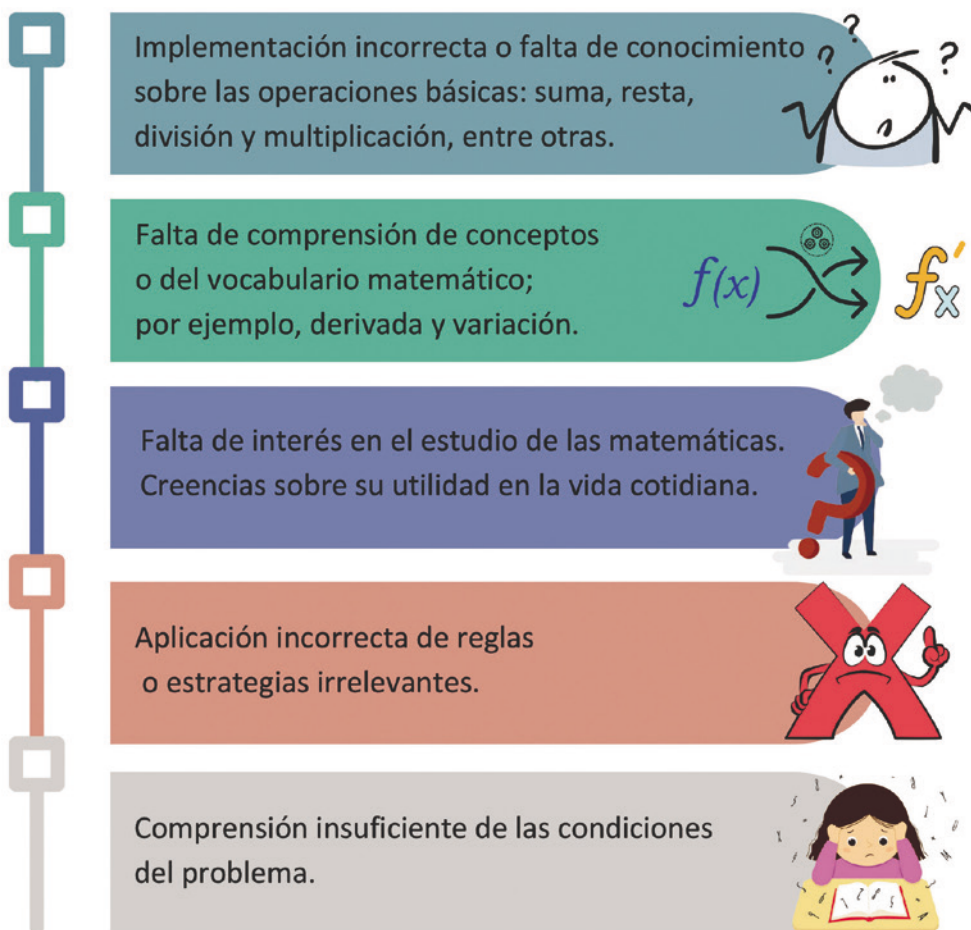 Implementación incorrecta o falta de conocimiento
sobre las operaciones básicas: suma, resta,
división y multiplicación, entre otras.
? ? ?
Falta de comprensión de conceptos
o del vocabulario matemático;
por ejemplo, derivada y variación.
f(x)
f'x
Falta de interés en el estudio de las matemáticas.
Creencias sobre su utilidad en la vida cotidiana.
?
Aplicación incorrecta de reglas
o estrategias irrelevantes.
X
Comprensión insuficiente de las condiciones
del problema.